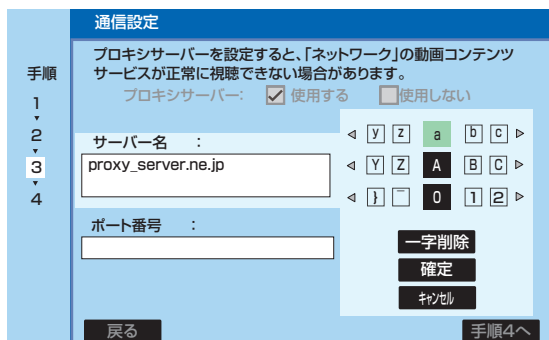 通信設定
プロキシサーバーを設定すると、「ネットワーク」の動画コンテンツ
サービスが正常に視聴できない場合があります。
プロキシサーバー: 使用する 使用しない
手順
1
2
3
4
サーバー名 :
proxy_server.ne.jp
ポート番号 :
y z a b c
Y Z A B C
} ‾ 0 1 2
一字削除
確定
キャンセル
戻る
手順4へ